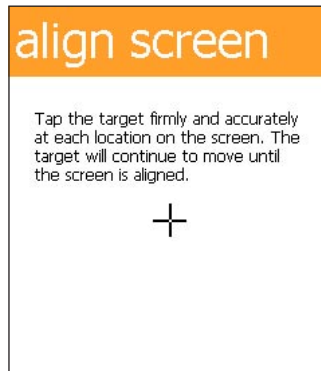 align screen
Tap the target firmly and accurately
at each location on the screen. The
target will continue to move until
the screen is aligned.